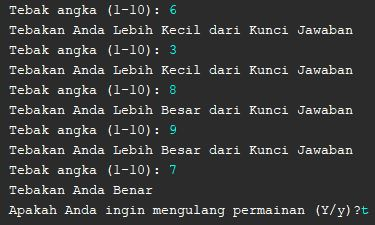 Tebak angka (1-10): 6
Tebakan Anda Lebih Kecil dari Kunci Jawaban
Tebak angka (1-10): 3
Tebakan Anda Lebih Kecil dari Kunci Jawaban
Tebak angka (1-10): 8
Tebakan Anda Lebih Besar dari Kunci Jawaban
Tebak angka (1-10): 9
Tebakan Anda Lebih Besar dari Kunci Jawaban
Tebak angka (1-10): 7
Tebakan Anda Benar
Apakah Anda ingin mengulang permainan (Y/y)?t